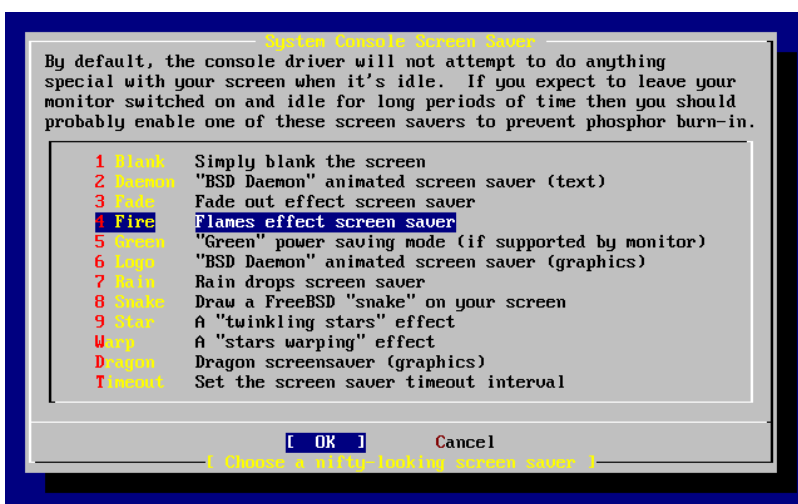 System Console Screen Saver
By default, the console driver will not attempt to do anything
special with your screen when it's idle.  If you expect to leave your
monitor switched on and idle for long periods of time then you should
probably enable one of these screen savers to prevent phosphor burn-in.
1 Blank Simply blank the screen
2 Daemon "BSD Daemon" animated screen saver (text)
3 Fade Fade out effect screen saver
4 Fire Flames effect screen saver
5 Green "Green" power saving mode (if supported by monitor)
6 Logo "BSD Daemon" animated screen saver (graphics)
7 Rain Rain drops screen saver
8 Snake Draw a FreeBSD "snake" on your screen
9 Star A "twinkling stars" effect
Warp A "stars warping" effect
Dragon Dragon screensaver (graphics)
Timeout Set the screen saver timeout interval
[ OK ] Cancel
[ Choose a nifty-looking screen saver ]